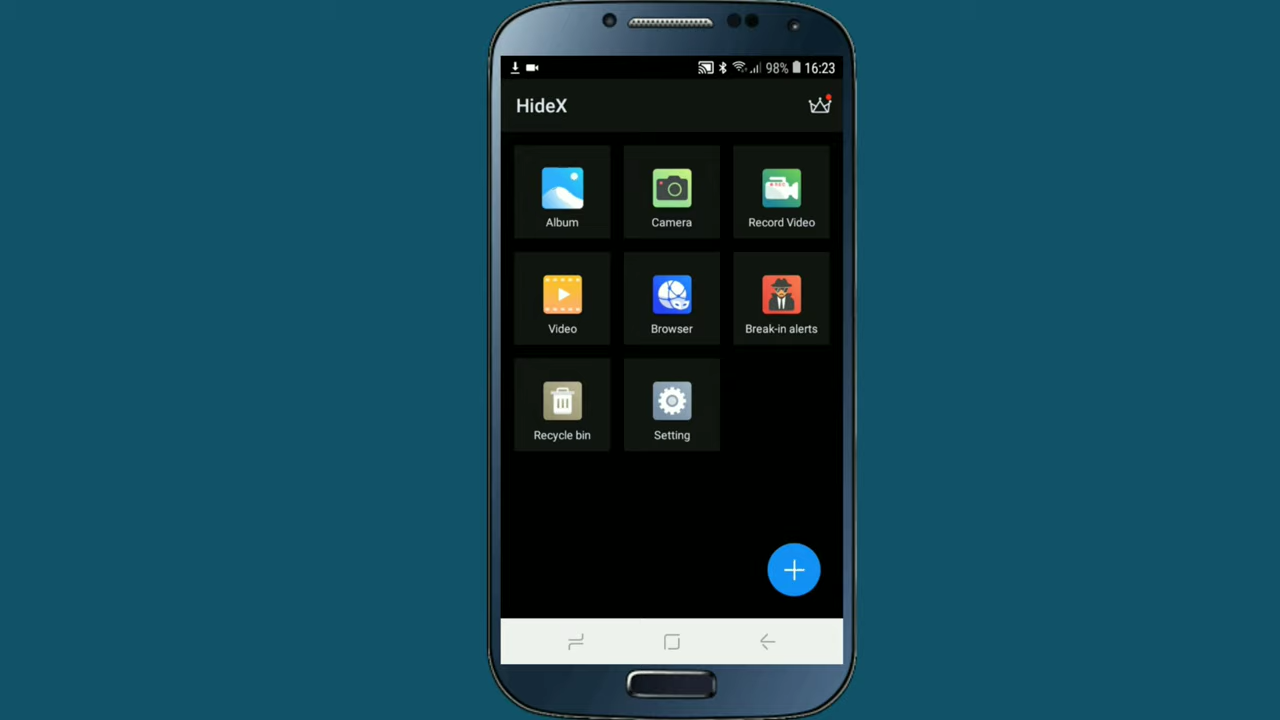 98% 16:23
HideX
Album Camera Record Video
Video Browser Break-in alerts
Recycle bin Setting